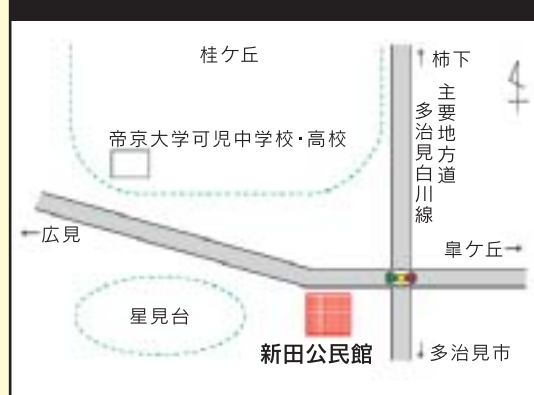 桂ケ丘
↑柿下
主要地方道
多治見白川線
帝京大学可児中学校・高校
←広見
皐ケ丘→
星見台
新田公民館
↓多治見市